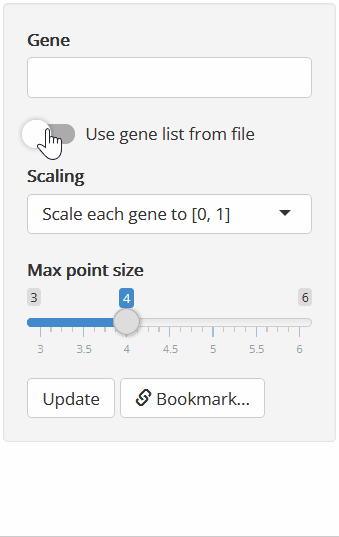 Gene
Use gene list from file
Scaling
Scale each gene to [0, 1]
Max point size
3 4 6
3 3.5 4 4.5 5 5.5 6
Update Bookmark...